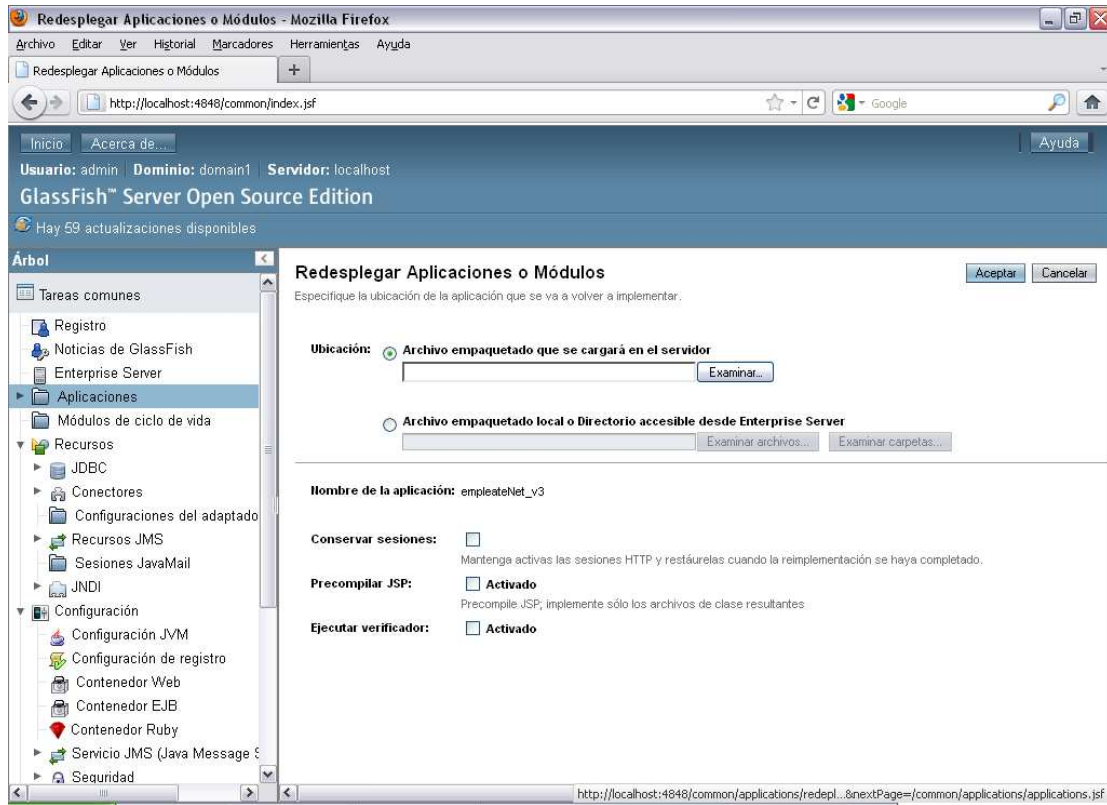 Redesplegar Aplicaciones o Módulos - Mozilla Firefox
Archivo Editar Ver Historial Marcadores Herramientas Ayuda
Redesplegar Aplicaciones o Módulos
http://localhost:4848/common/index.jsf
Google
Inicio Acerca de... Ayuda
Usuario: admin Dominio: domain1 Servidor: localhost
GlassFish™ Server Open Source Edition
Hay 59 actualizaciones disponibles
Árbol
Tareas comunes
Registro
Noticias de GlassFish
Enterprise Server
Aplicaciones
Módulos de ciclo de vida
Recursos
JDBC
Conectores
Configuraciones del adaptado
Recursos JMS
Sesiones JavaMail
JNDI
Configuración
Configuración JVM
Configuración de registro
Contenedor Web
Contenedor EJB
Contenedor Ruby
Servicio JMS (Java Message S
Seguridad
Redesplegar Aplicaciones o Módulos
Aceptar Cancelar
Especifique la ubicación de la aplicación que se va a volver a implementar.
Ubicación: Archivo empaquetado que se cargará en el servidor
Examinar...
Archivo empaquetado local o Directorio accesible desde Enterprise Server
Examinar archivos... Examinar carpetas...
Nombre de la aplicación: empleateNet_v3
Conservar sesiones:
Mantenga activas las sesiones HTTP y restáurelas cuando la reimplementación se haya completado.
Precompilar JSP: Activado
Precompile JSP; implemente sólo los archivos de clase resultantes
Ejecutar verificador: Activado
http://localhost:4848/common/applications/redepl...&nextPage=/common/applications/applications.jsf